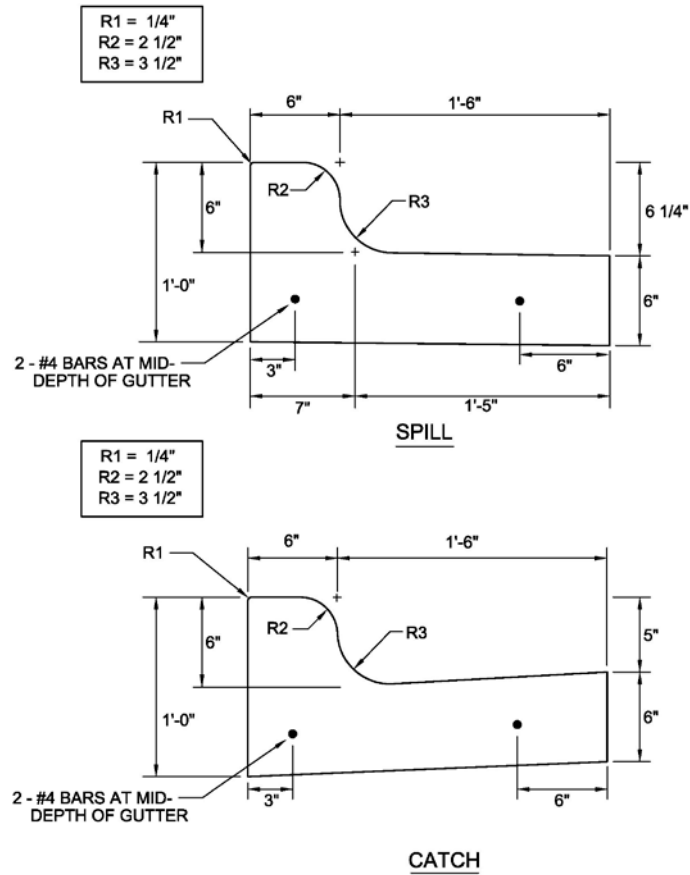 R1 = 1/4"
R2 = 2 1/2"
R3 = 3 1/2"
6"
1'-6"
R1
R2
R3
6"
6 1/4"
1'-0"
6"
2 - #4 BARS AT MID-
DEPTH OF GUTTER
3"
6"
7"
1'-5"
SPILL
R1 = 1/4"
R2 = 2 1/2"
R3 = 3 1/2"
6"
1'-6"
R1
R2
R3
5"
6"
1'-0"
6"
2 - #4 BARS AT MID-
DEPTH OF GUTTER
3"
6"
CATCH